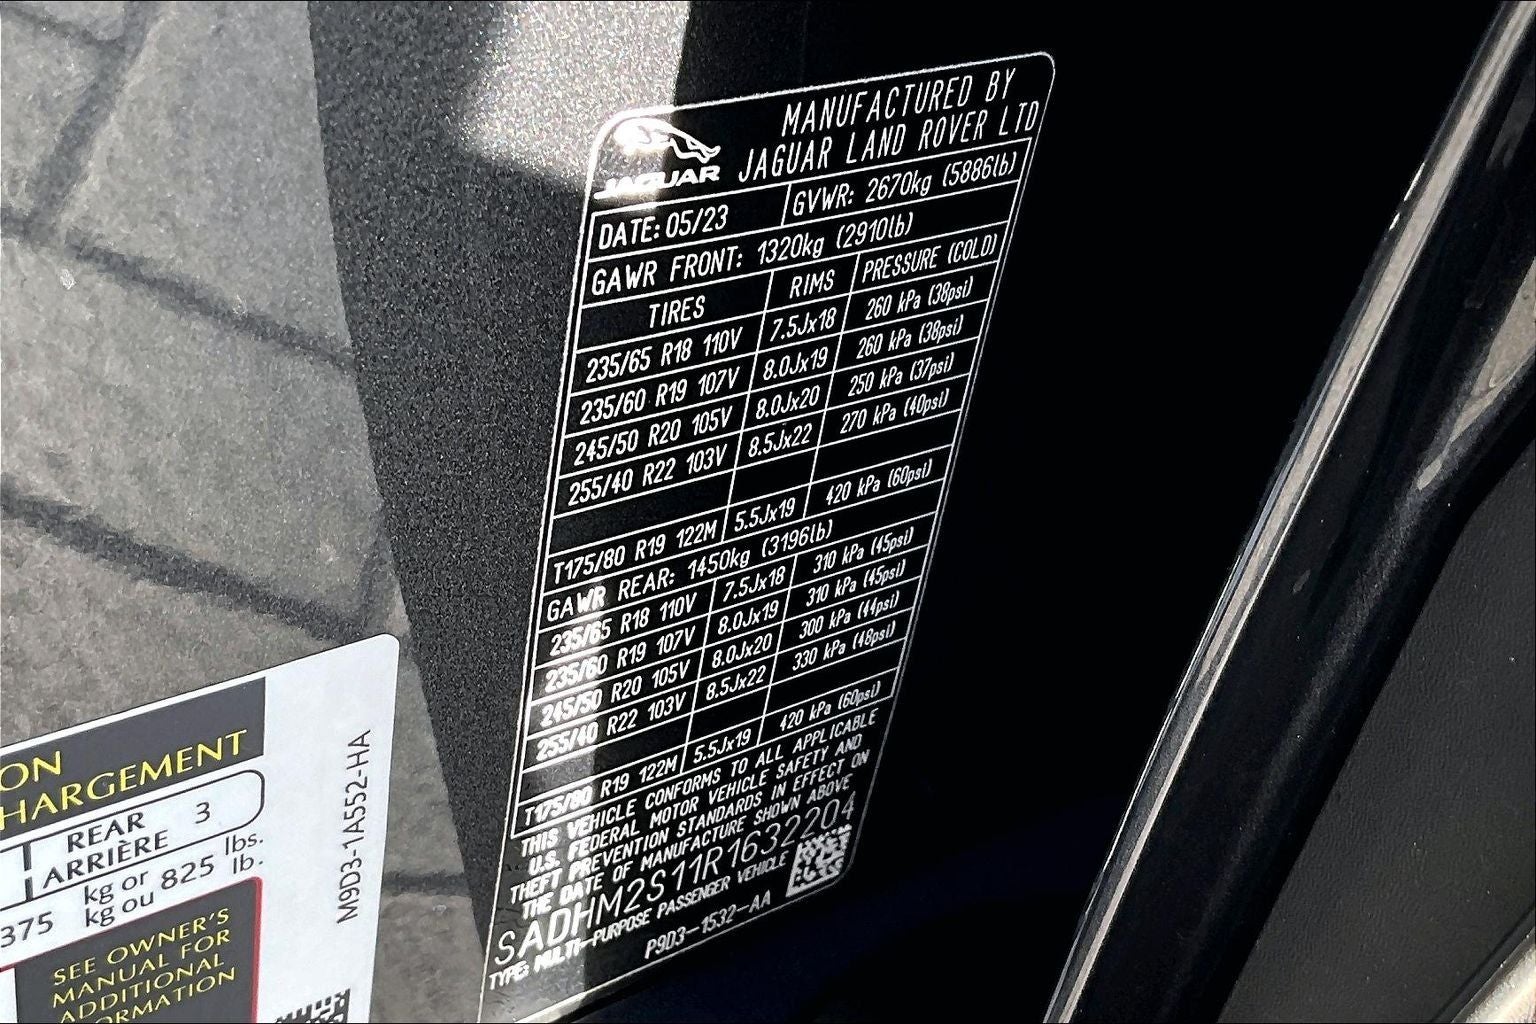 JAGUAR
MANUFACTURED BY
JAGUAR LAND ROVER LTD
DATE: 05/23 GVWR: 2670kg (5886lb)
GAWR FRONT: 1320kg (2910lb)
TIRES RIMS PRESSURE (COLD)
235/65 R18 110V 7.5Jx18 260 kPa (38psi)
235/60 R19 107V 8.0Jx19 260 kPa (38psi)
245/50 R20 105V 8.0Jx20 250 kPa (37psi)
255/40 R22 103V 8.5Jx22 270 kPa (40psi)
T175/80 R19 122M 5.5Jx19 420 kPa (60psi)
GAWR REAR: 1450kg (3196lb)
235/65 R18 110V 7.5Jx18 310 kPa (45psi)
235/60 R19 107V 8.0Jx19 310 kPa (45psi)
245/50 R20 105V 8.0Jx20 300 kPa (44psi)
255/40 R22 103V 8.5Jx22 330 kPa (48psi)
T175/80 R19 122M 5.5Jx19 420 kPa (60psi)
THIS VEHICLE CONFORMS TO ALL APPLICABLE
U.S. FEDERAL MOTOR VEHICLE SAFETY AND
THEFT PREVENTION STANDARDS IN EFFECT ON
THE DATE OF MANUFACTURE SHOWN ABOVE
SADHM2S11R1632204
TYPE: MULTI-PURPOSE PASSENGER VEHICLE
P9D3-1532-AA
ON
HARGEMENT
REAR 3
ARRIÈRE
375 kg or 825 lbs.
kg ou lb.
SEE OWNER'S
MANUAL FOR
ADDITIONAL
ORMATION
M9D3-1A552-HA